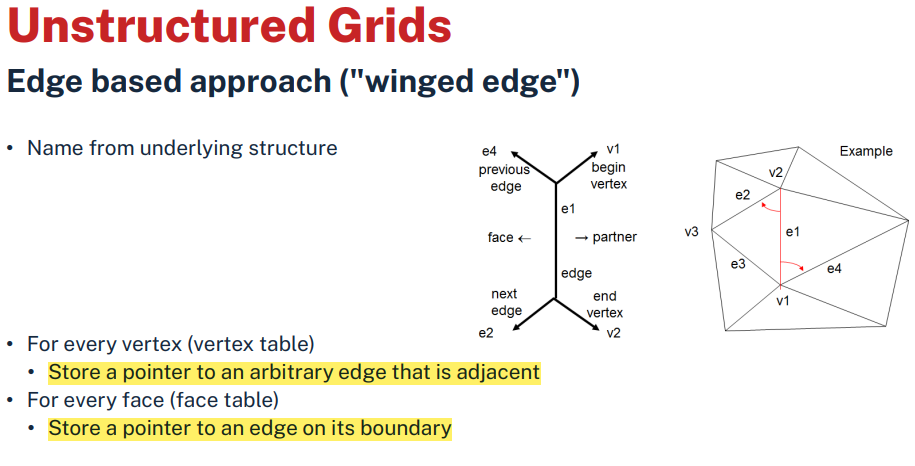 Unstructured Grids
Edge based approach ("winged edge")
• Name from underlying structure
e4
v1
previous
edge
begin
vertex
e1
face ←
→ partner
edge
next
edge
end
vertex
e2
v2
Example
v2
e2
v3
e1
e3
e4
v1
• For every vertex (vertex table)
• Store a pointer to an arbitrary edge that is adjacent
• For every face (face table)
• Store a pointer to an edge on its boundary